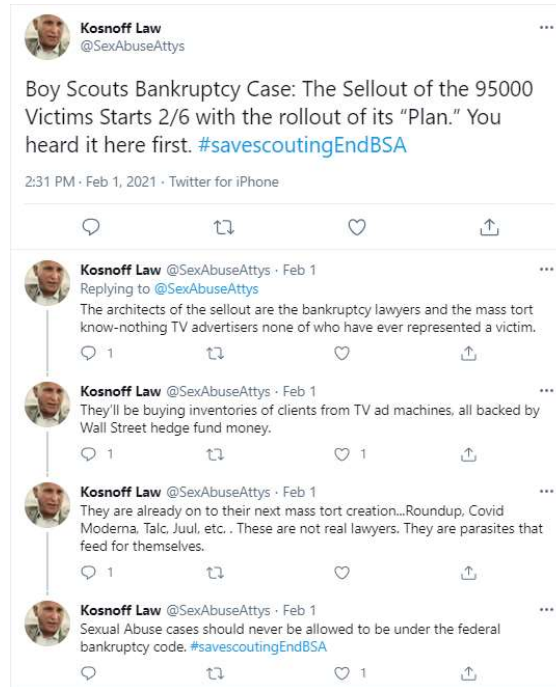 Kosnoff Law
@SexAbuseAttys
Boy Scouts Bankruptcy Case: The Sellout of the 95000
Victims Starts 2/6 with the rollout of its “Plan.” You
heard it here first. #savescoutingEndBSA
2:31 PM · Feb 1, 2021 · Twitter for iPhone
Kosnoff Law @SexAbuseAttys · Feb 1
Replying to @SexAbuseAttys
The architects of the sellout are the bankruptcy lawyers and the mass tort
know-nothing TV advertisers none of who have ever represented a victim.
1
Kosnoff Law @SexAbuseAttys · Feb 1
They'll be buying inventories of clients from TV ad machines, all backed by
Wall Street hedge fund money.
1 1
Kosnoff Law @SexAbuseAttys · Feb 1
They are already on to their next mass tort creation...Roundup, Covid
Moderna, Talc, Juul, etc. . These are not real lawyers. They are parasites that
feed for themselves.
1
Kosnoff Law @SexAbuseAttys · Feb 1
Sexual Abuse cases should never be allowed to be under the federal
bankruptcy code. #savescoutingEndBSA
1